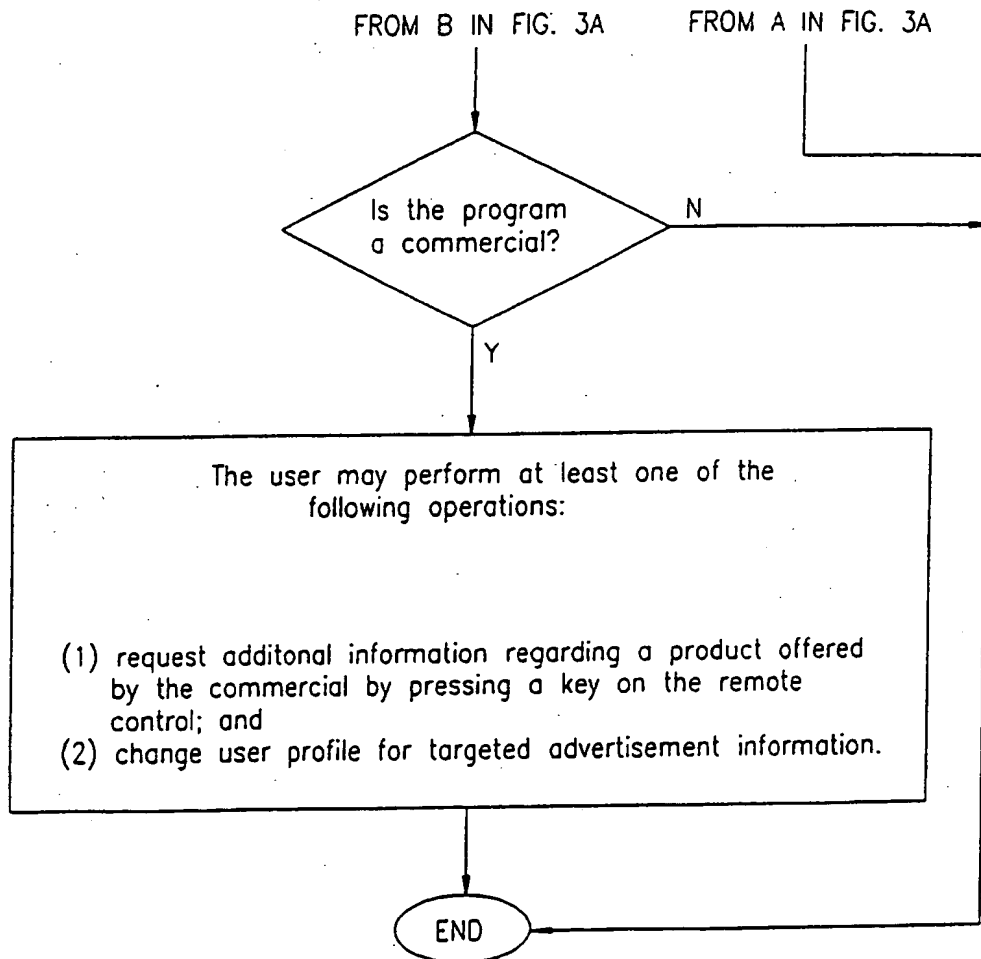 FROM B IN FIG. 3A
FROM A IN FIG. 3A
Is the program
a commercial?
N
Y
The user may perform at least one of the
following operations:
(1) request additonal information regarding a product offered
by the commercial by pressing a key on the remote
control; and
(2) change user profile for targeted advertisement information.
END